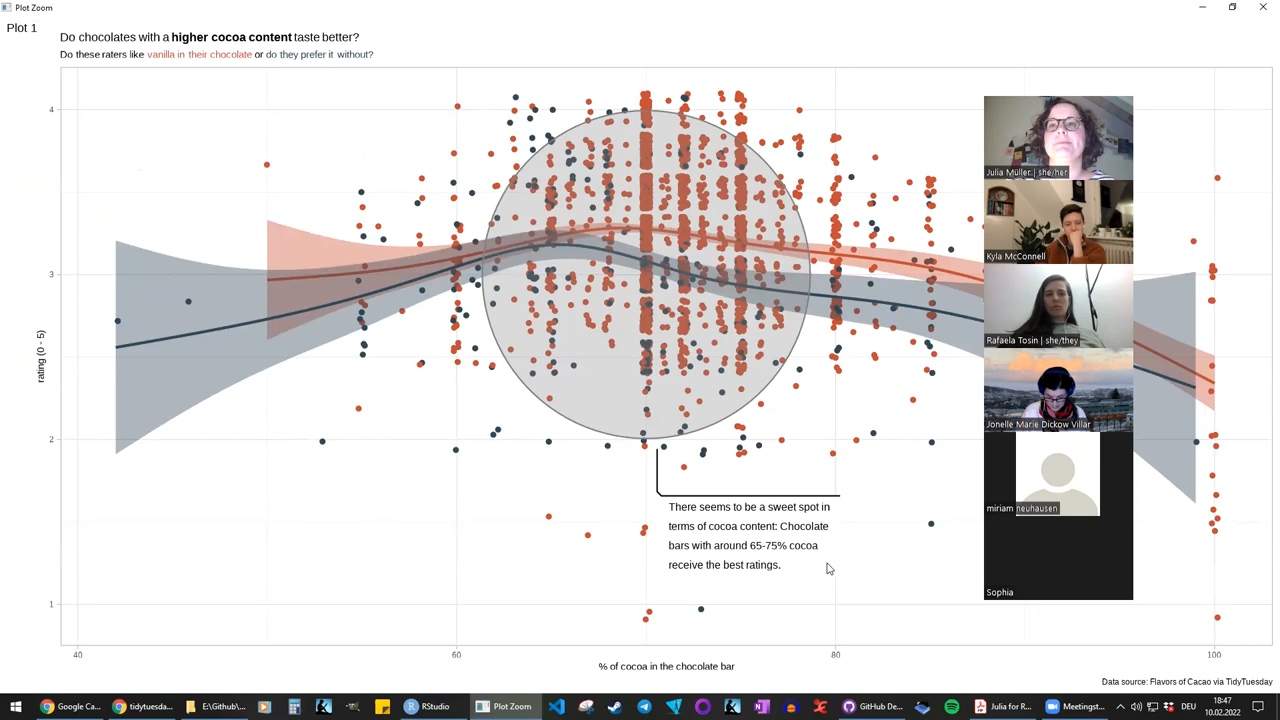 Plot Zoom
Plot 1
Do chocolates with a higher cocoa content taste better?
Do these raters like vanilla in their chocolate or do they prefer it without?
4
3
2
1
rating (0 - 5)
40
60
80
100
% of cocoa in the chocolate bar
There seems to be a sweet spot in
terms of cocoa content: Chocolate
bars with around 65-75% cocoa
receive the best ratings.
Data source: Flavors of Cacao via TidyTuesday
Julia Müller | she/her
Kyla McConnell
Rafaela Tosin | she/they
Jonelle Marie Dickow Villar
miriam neuhausen
Sophia
Google Ca...
tidytuesda...
E:\Github\...
RStudio
Plot Zoom
GitHub De...
Julia for R...
Meetingst...
DEU
18:47
10.02.2022